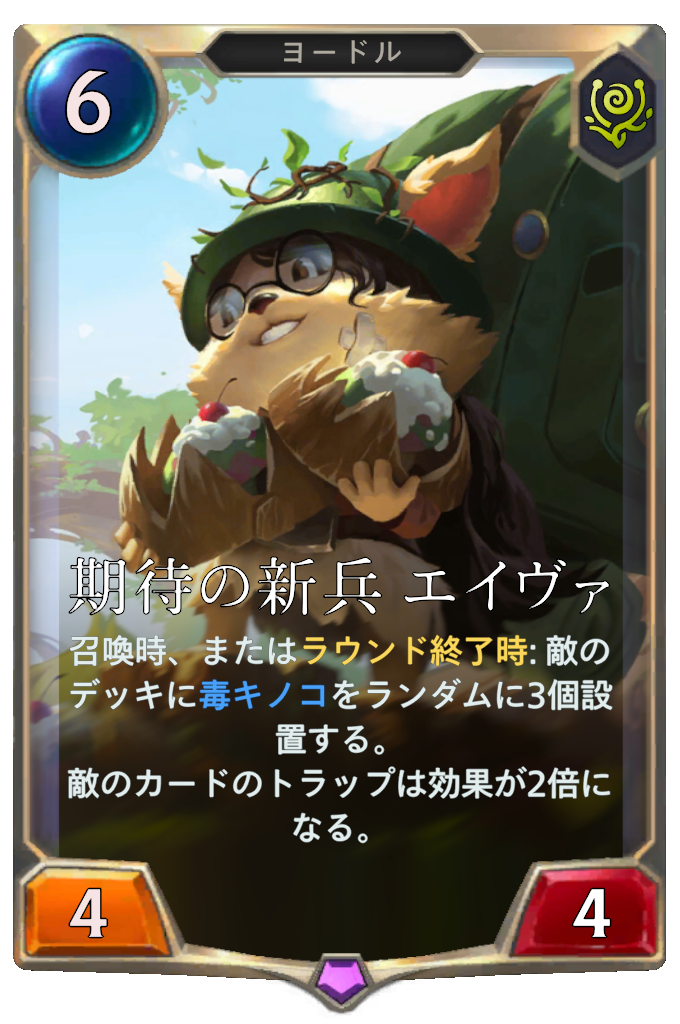 ヨードル
6
期待の新兵 エイヴァ
召喚時、またはラウンド終了時: 敵の
デッキに毒キノコをランダムに3個設
置する。
敵のカードのトラップは効果が2倍に
なる。
4
4